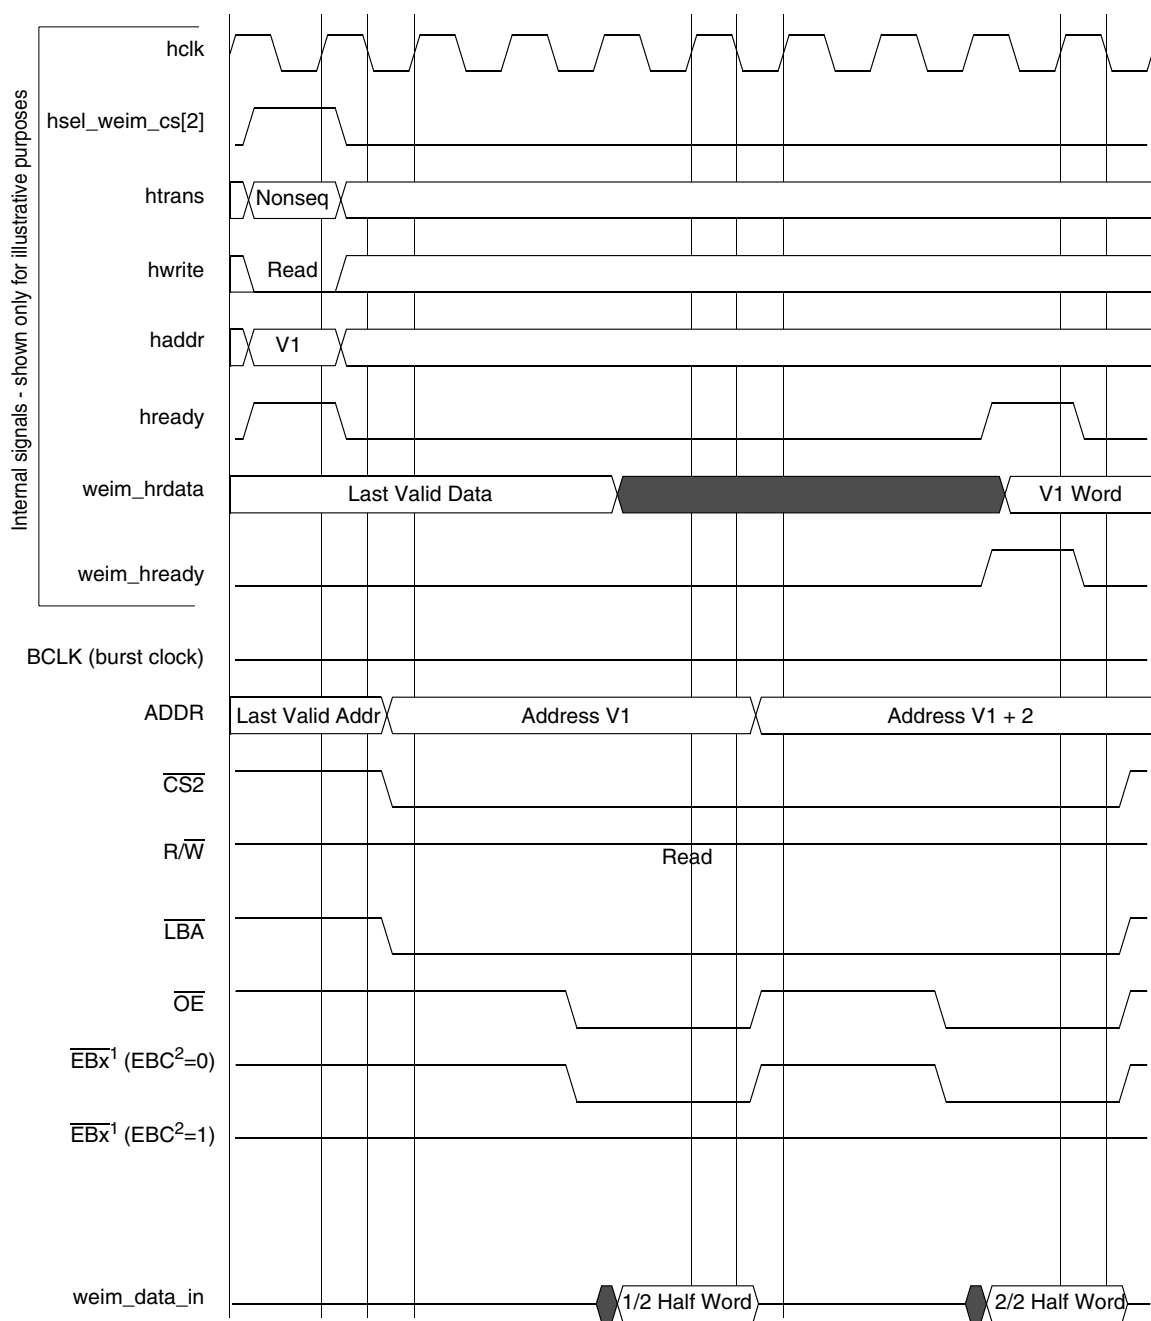 Internal signals - shown only for illustrative purposes
hclk
hsel_weim_cs[2]
htrans
Nonseq
hwrite
Read
haddr
V1
hready
weim_hrdata
Last Valid Data
V1 Word
weim_hready
BCLK (burst clock)
ADDR
Last Valid Addr
Address V1
Address V1 + 2
CS2
R/W
Read
LBA
OE
EBx1 (EBC2=0)
EBx1 (EBC2=1)
weim_data_in
1/2 Half Word
2/2 Half Word